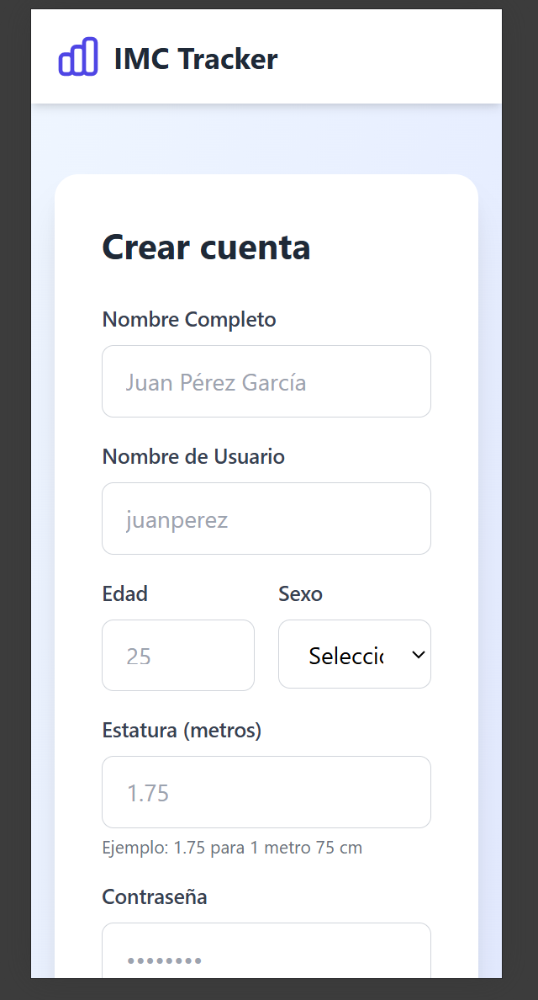 IMC Tracker
Crear cuenta
Nombre Completo
Juan Pérez García
Nombre de Usuario
juanperez
Edad
Sexo
25
Selecci
Estatura (metros)
1.75
Ejemplo: 1.75 para 1 metro 75 cm
Contraseña
••••••••